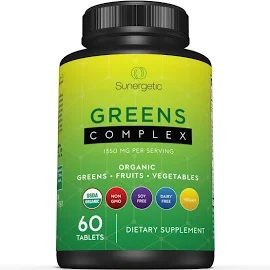 Sunergetic
GREENS
COMPLEX
1550 MG PER SERVING
ORGANIC
GREENS • FRUITS • VEGETABLES
USDA
ORGANIC
NON
GMO
SOY
FREE
DAIRY
FREE
VEGAN
60
TABLETS
DIETARY SUPPLEMENT